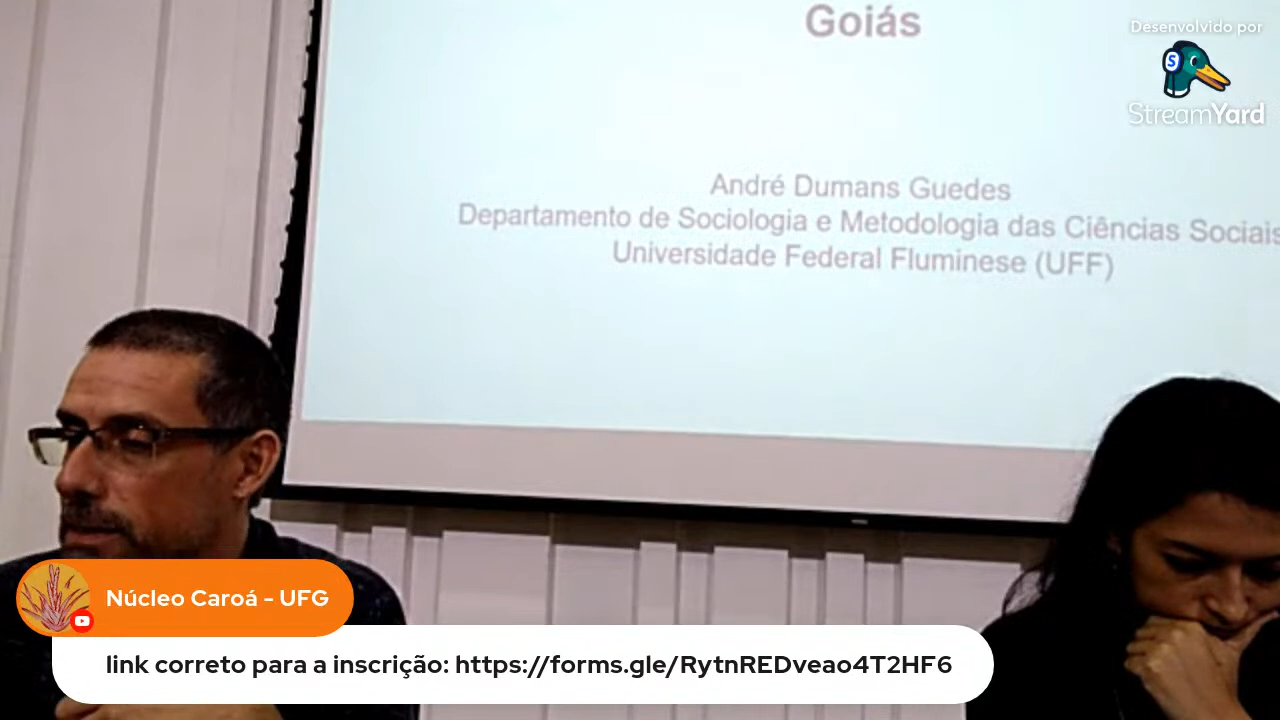 Goiás
Desenvolvido por
S
StreamYard
André Dumans Guedes
Departamento de Sociologia e Metodologia das Ciências Sociais
Universidade Federal Fluminese (UFF)
Núcleo Caroá - UFG
link correto para a inscrição: https://forms.gle/RytnREDveao4T2HF6